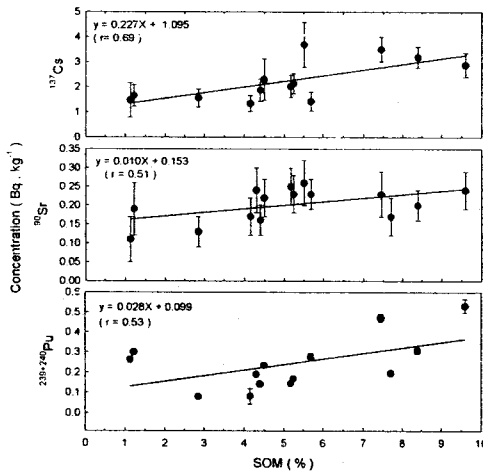 y = 0.227X + 1.095
( r= 0.69)
5
4
3
2
1
0
¹³⁷Cs
y = 0.010X + 0.153
( r = 0.51)
0.35
0.30
0.25
0.20
0.15
0.10
0.05
0.00
⁹⁰Sr
Concentration ( Bq . kg⁻¹ )
y = 0.028X + 0.099
( r = 0.53)
0.6
0.5
0.4
0.3
0.2
0.1
0.0
²³⁹⁺²⁴⁰Pu
0 1 2 3 4 5 6 7 8 9 10
SOM ( % )